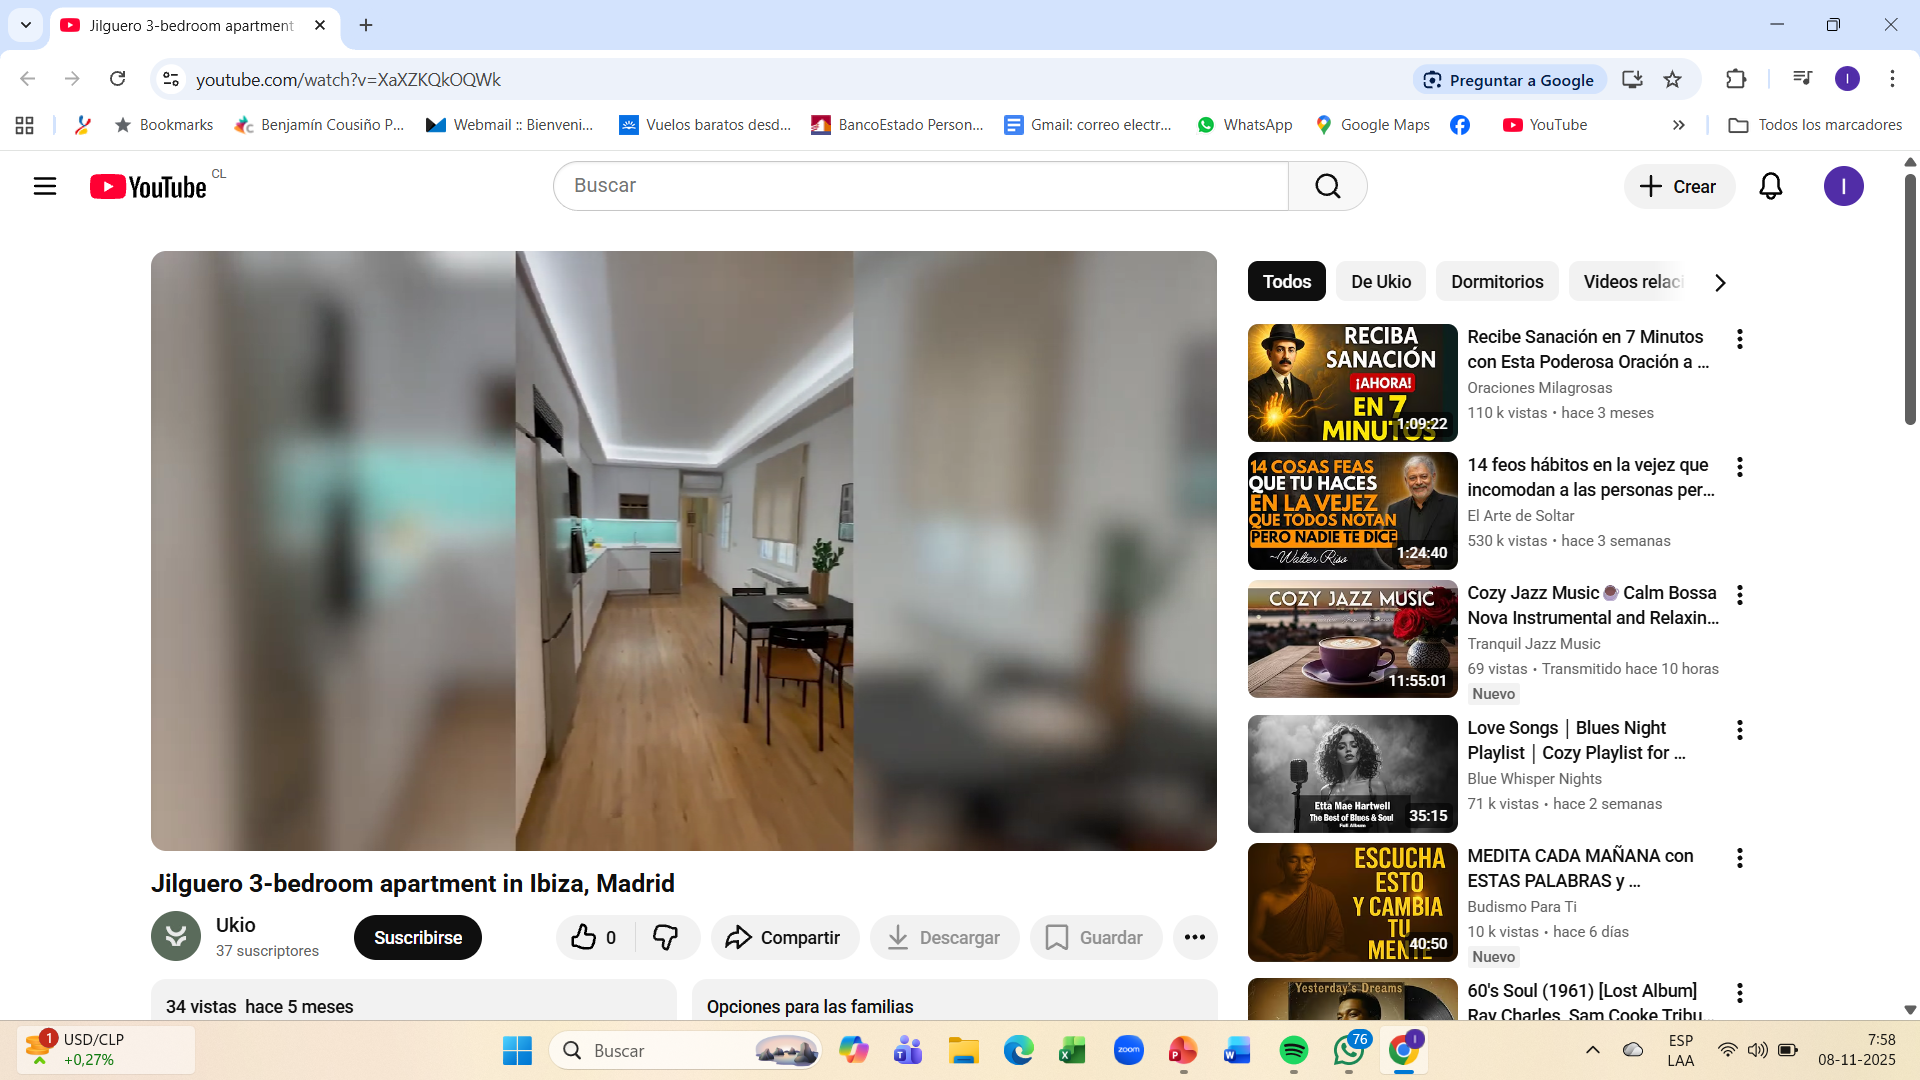 Jilguero 3-bedroom apartment
youtube.com/watch?v=XaXZKQkOQWk
Preguntar a Google
I
Bookmarks
Benjamín Cousiño P...
Webmail :: Bienveni...
Vuelos baratos desd...
BancoEstado Person...
Gmail: correo electr...
WhatsApp
Google Maps
YouTube
Todos los marcadores
YouTube CL
Buscar
Crear
I
Todos
De Ukio
Dormitorios
Videos relaci
RECIBA
SANACIÓN
¡AHORA!
EN 7
MINUTOS
1:09:22
Recibe Sanación en 7 Minutos
con Esta Poderosa Oración a ...
Oraciones Milagrosas
110 k vistas • hace 3 meses
14 COSAS FEAS
QUE TU HACES
EN LA VEJEZ
QUE TODOS NOTAN
PERO NADIE TE DICE
~Walter Riso
1:24:40
14 feos hábitos en la vejez que
incomodan a las personas per...
El Arte de Soltar
530 k vistas • hace 3 semanas
COZY JAZZ MUSIC
11:55:01
Cozy Jazz Music☕ Calm Bossa
Nova Instrumental and Relaxin...
Tranquil Jazz Music
69 vistas • Transmitido hace 10 horas
Nuevo
Etta Mae Hartwell
The Best of Blues & Soul
Full Album
35:15
Love Songs | Blues Night
Playlist | Cozy Playlist for ...
Blue Whisper Nights
71 k vistas • hace 2 semanas
ESCUCHA
ESTO
Y CAMBIA
TU
MENTE
40:50
MEDITA CADA MAÑANA con
ESTAS PALABRAS y ...
Budismo Para Ti
10 k vistas • hace 6 días
Nuevo
Yesterday's Dreams
60's Soul (1961) [Lost Album]
Ray Charles, Sam Cooke Tribu...
Jilguero 3-bedroom apartment in Ibiza, Madrid
Ukio
37 suscriptores
Suscribirse
0
Compartir
Descargar
Guardar
34 vistas hace 5 meses
Opciones para las familias
1
USD/CLP
+0,27%
Buscar
zoom
76
I
ESP
LAA
7:58
08-11-2025